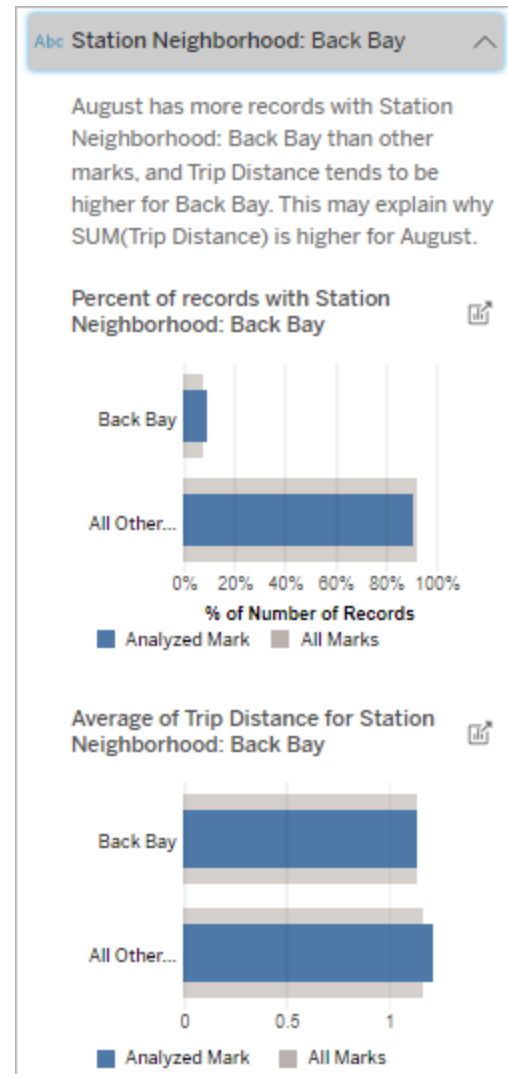 Abc Station Neighborhood: Back Bay
August has more records with Station
Neighborhood: Back Bay than other
marks, and Trip Distance tends to be
higher for Back Bay. This may explain why
SUM(Trip Distance) is higher for August.
Percent of records with Station
Neighborhood: Back Bay
Back Bay
All Other...
0% 20% 40% 60% 80% 100%
% of Number of Records
Analyzed Mark All Marks
Average of Trip Distance for Station
Neighborhood: Back Bay
Back Bay
All Other...
0 0.5 1
Analyzed Mark All Marks